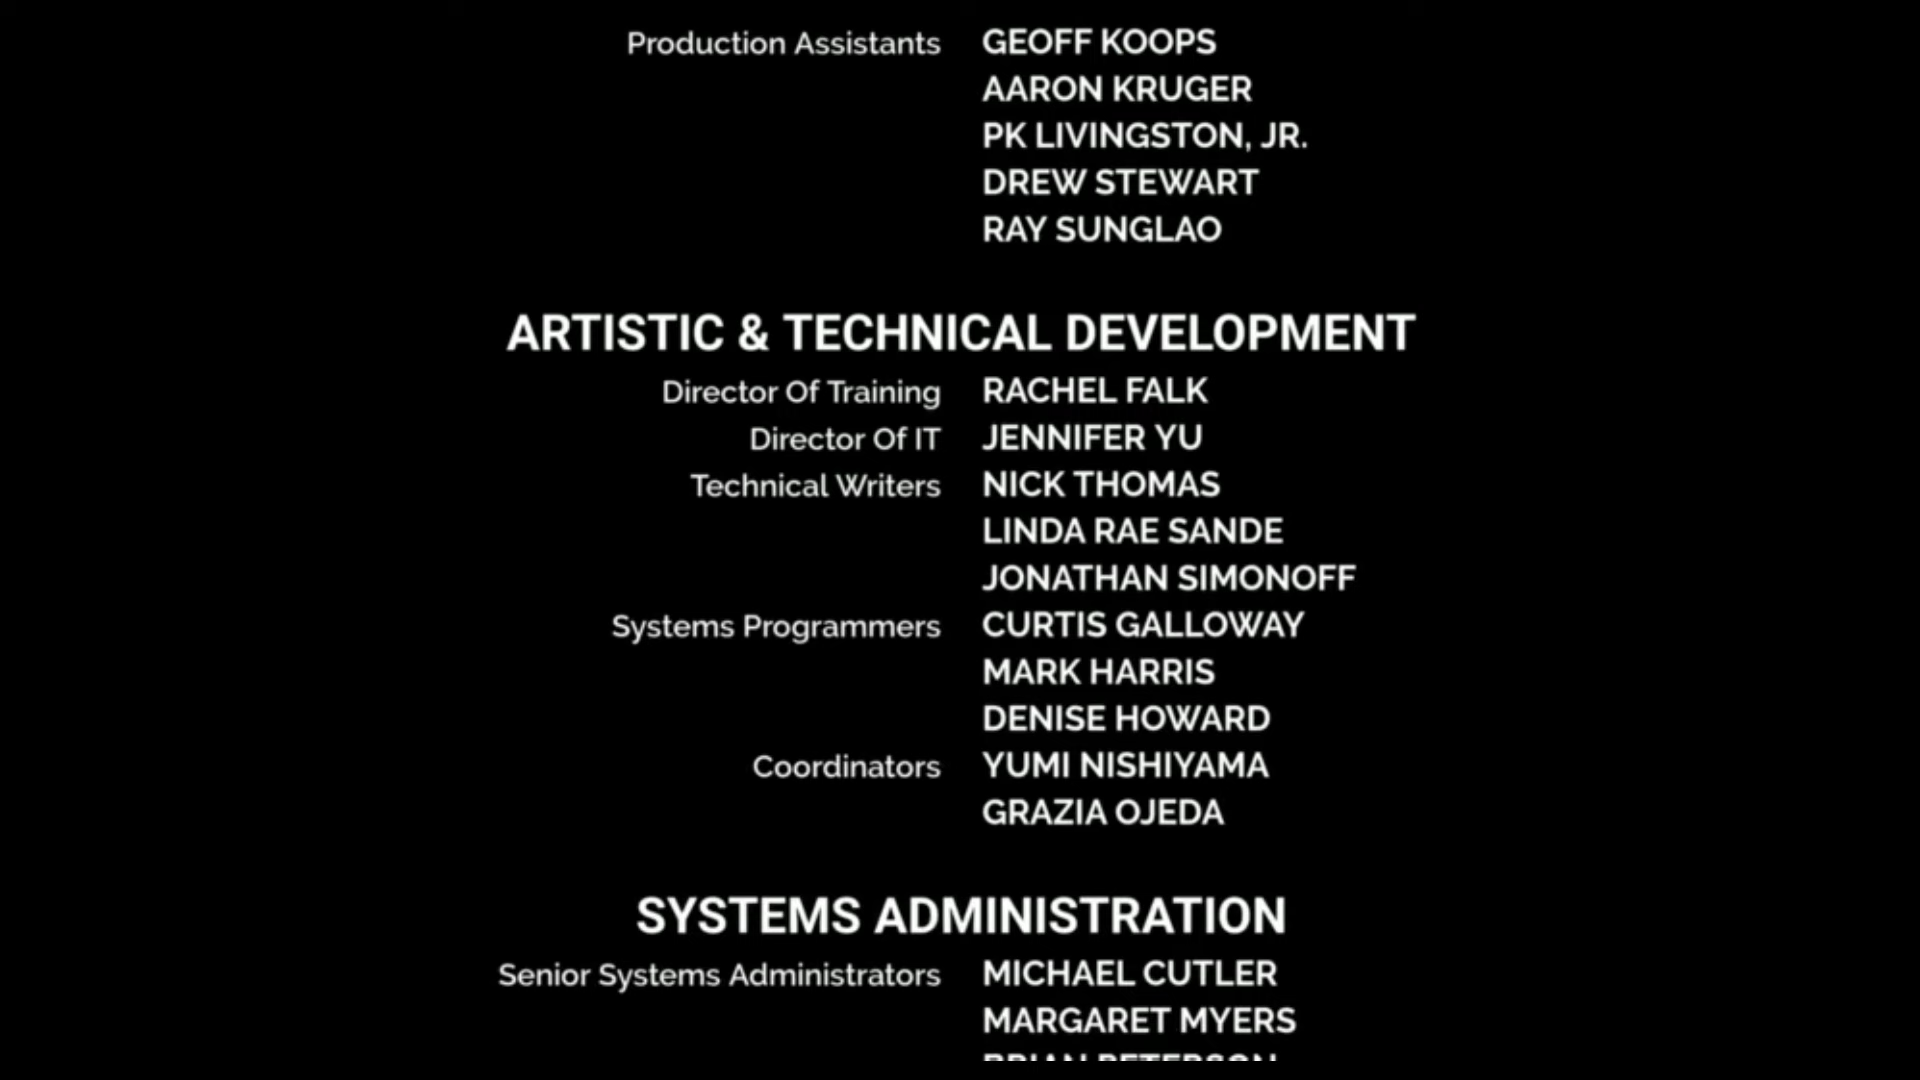 Production Assistants GEOFF KOOPS
AARON KRUGER
PK LIVINGSTON, JR.
DREW STEWART
RAY SUNGLAO
ARTISTIC & TECHNICAL DEVELOPMENT
Director Of Training RACHEL FALK
Director Of IT JENNIFER YU
Technical Writers NICK THOMAS
LINDA RAE SANDE
JONATHAN SIMONOFF
Systems Programmers CURTIS GALLOWAY
MARK HARRIS
DENISE HOWARD
Coordinators YUMI NISHIYAMA
GRAZIA OJEDA
SYSTEMS ADMINISTRATION
Senior Systems Administrators MICHAEL CUTLER
MARGARET MYERS
BRIAN PETERSON